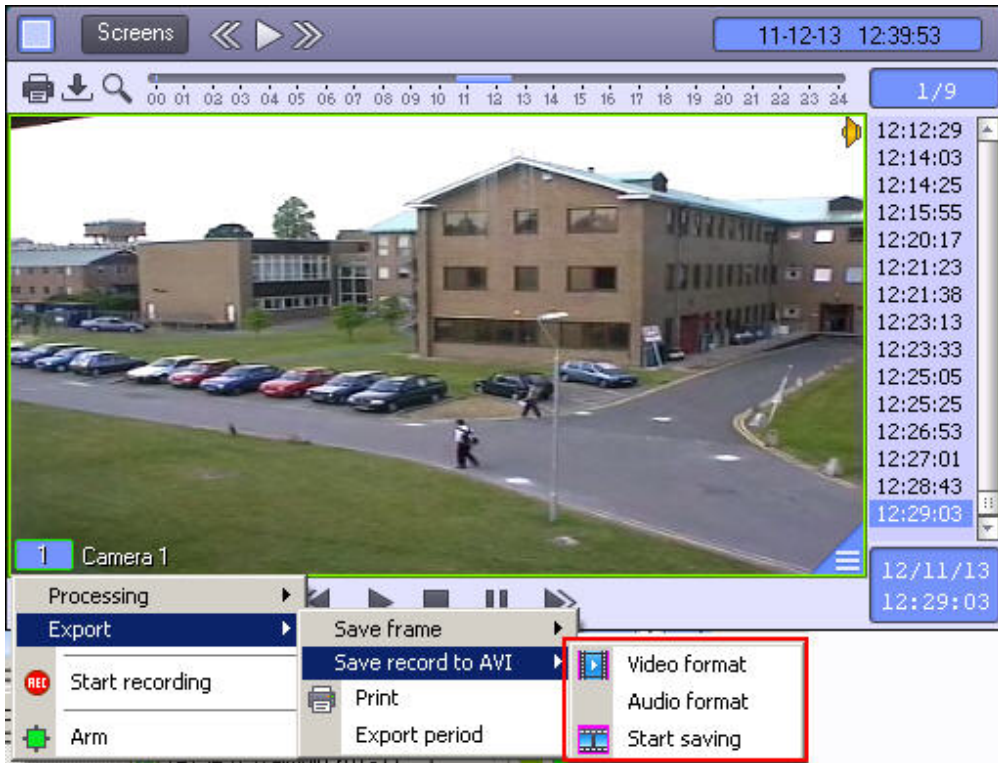 Screens
11-12-13 12:39:53
00 01 02 03 04 05 06 07 08 09 10 11 12 13 14 15 16 17 18 19 20 21 22 23 24
1/9
12:12:29
12:14:03
12:14:25
12:15:55
12:20:17
12:21:23
12:21:38
12:23:13
12:23:33
12:25:05
12:25:25
12:26:53
12:27:01
12:28:43
12:29:03
1 Camera 1
12/11/13
12:29:03
Processing
Export
REC Start recording
Arm
Save frame
Save record to AVI
Print
Export period
Video format
Audio format
Start saving